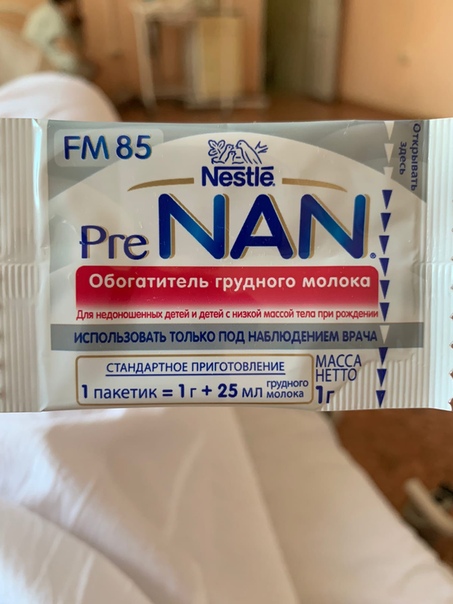 FM 85
Nestlé
Pre NAN®
Открывать здесь
Обогатитель грудного молока
Для недоношенных детей и детей с низкой массой тела при рождении
ИСПОЛЬЗОВАТЬ ТОЛЬКО ПОД НАБЛЮДЕНИЕМ ВРАЧА
СТАНДАРТНОЕ ПРИГОТОВЛЕНИЕ
1 пакетик = 1 г + 25 мл грудного молока
МАССА
НЕТТО
1г